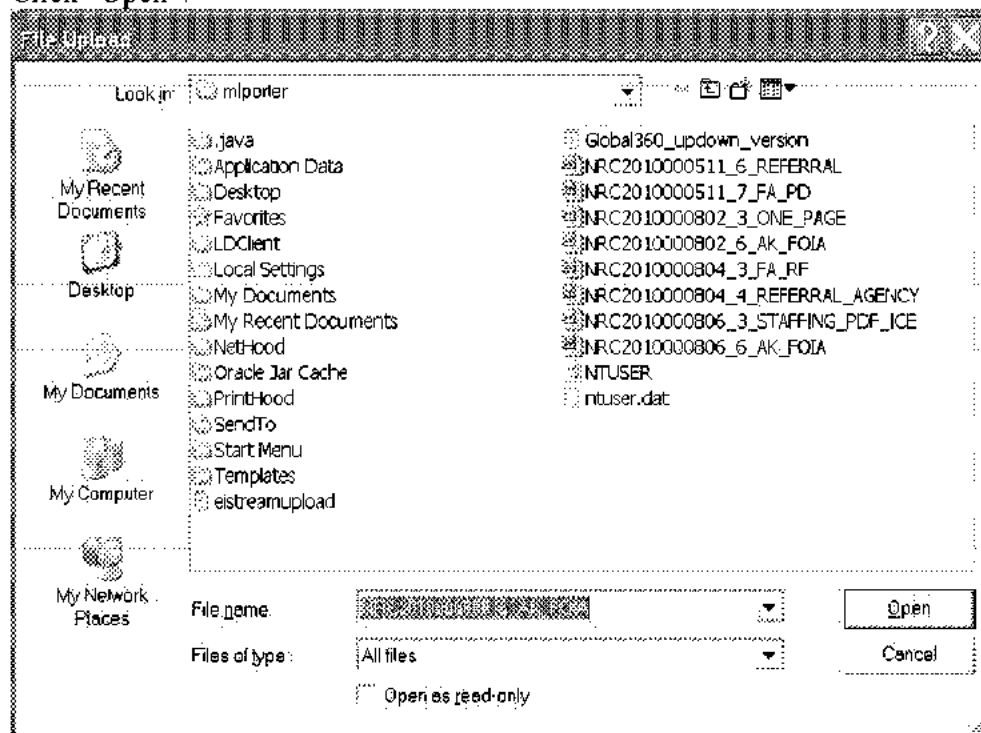 Click "Open".
File Upload
Look in
mlporter
My Recent
Documents
Desktop
My Documents
My Computer
My Network
Places
.java
Application Data
Desktop
Favorites
LDClient
Local Settings
My Documents
My Recent Documents
NetHood
Oracle Jar Cache
PrintHood
SendTo
Start Menu
Templates
eistreamupload
Global360_updown_version
NRC2010000511_6_REFERRAL
NRC2010000511_7_FA_PD
NRC2010000802_3_ONE_PAGE
NRC2010000802_6_AK_FOIA
NRC2010000804_3_FA_RF
NRC2010000804_4_REFERRAL_AGENCY
NRC2010000806_3_STAFFING_PDF_ICE
NRC2010000806_6_AK_FOIA
NTUSER
ntuser.dat
File name:
Open
Files of type:
All files
Cancel
Open as read-only